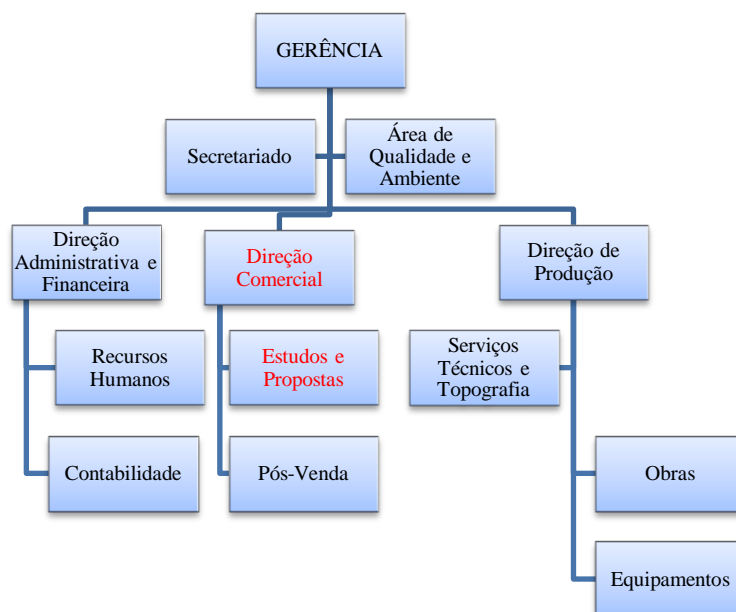 GERÊNCIA
Secretariado
Área de
Qualidade e
Ambiente
Direção
Administrativa e
Financeira
Direção
Comercial
Direção de
Produção
Recursos
Humanos
Estudos e
Propostas
Serviços
Técnicos e
Topografia
Contabilidade
Pós-Venda
Obras
Equipamentos